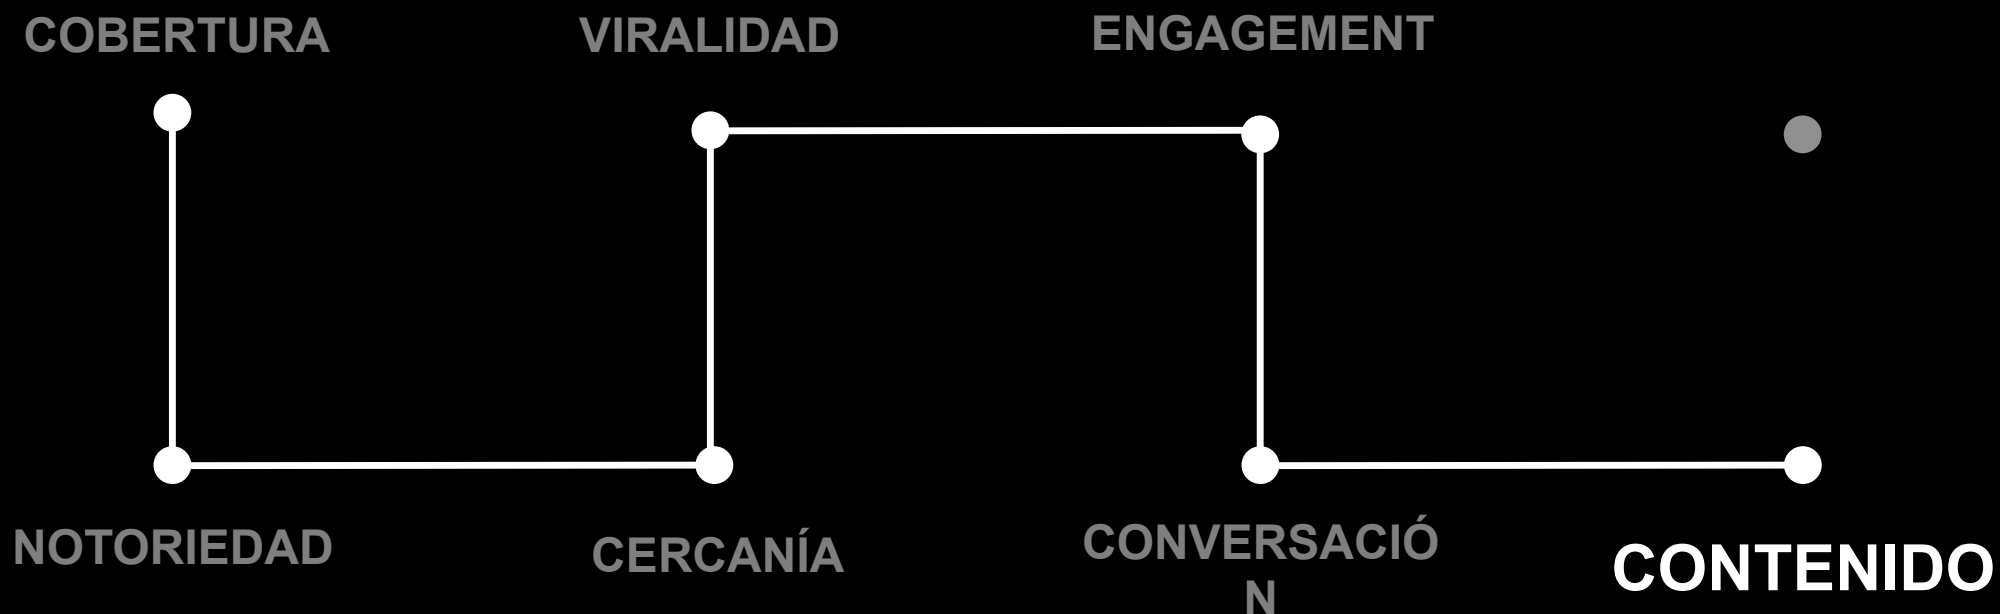 COBERTURA
VIRALIDAD
ENGAGEMENT
NOTORIEDAD
CERCANÍA
CONVERSACIÓ
N
CONTENIDO